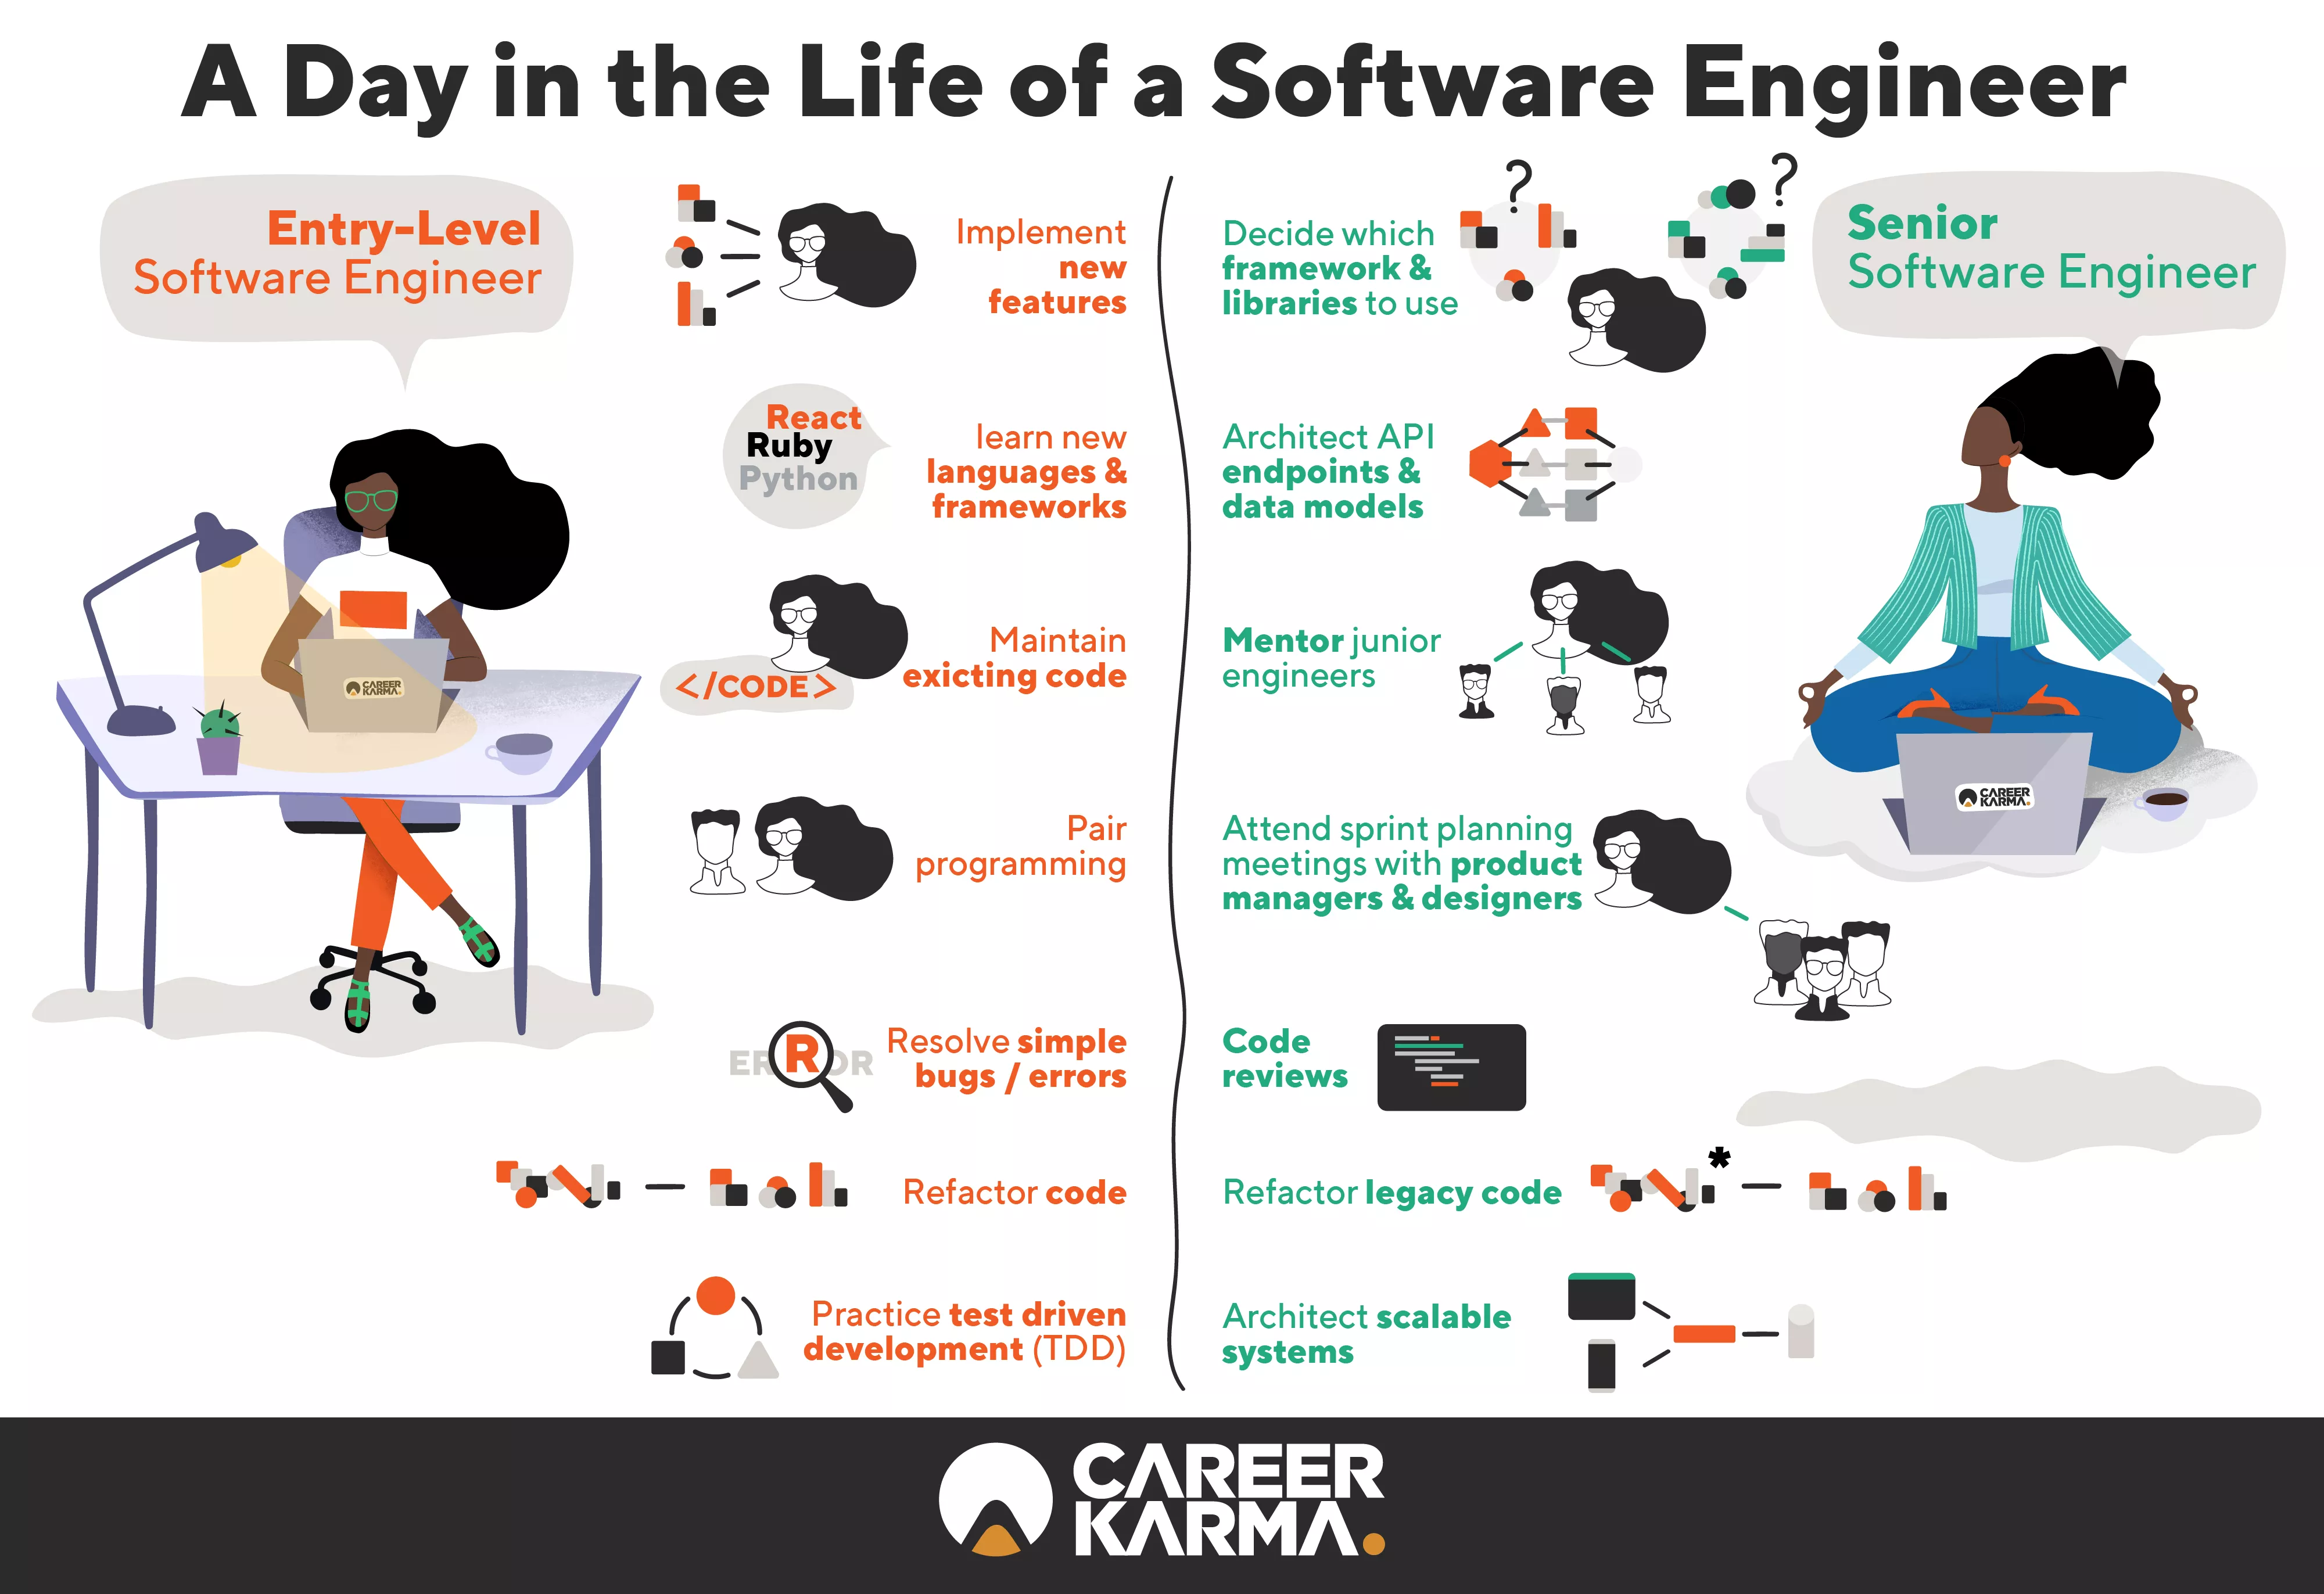 A Day in the Life of a Software Engineer
Entry-Level
Software Engineer
Implement
new
features
React
Ruby
Python
learn new
languages &
frameworks
Maintain
exicting code
</CODE>
CAREER
KARMA.
Pair
programming
ERROR
Resolve simple
bugs / errors
Refactor code
Practice test driven
development (TDD)
Senior
Software Engineer
Decide which
framework &
libraries to use
? ?
Architect API
endpoints &
data models
Mentor junior
engineers
CAREER
KARMA.
Attend sprint planning
meetings with product
managers & designers
Code
reviews
Refactor legacy code
*
Architect scalable
systems
CAREER
KARMA.